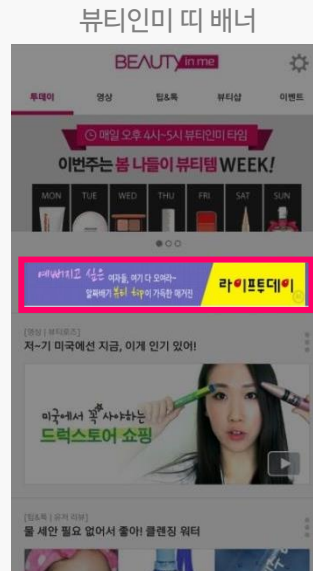 뷰티인미 띠 배너
BEAUTY in me
투데이 영상 팁&톡 뷰티샵 이벤트
매일 오후 4시~5시 뷰티인미 타임
이번주는 봄 나들이 뷰티템 WEEK!
MON TUE WED THU FRI SAT SUN
예뻐지고 싶은 여자들, 여기 다 모여라~
알짜배기 뷰티 tip이 가득한 매거진
라이프투데이
[영상 | 뷰티로즈]
저~기 미국에선 지금, 이게 인기 있어!
미국에서 꼭 사야하는
드럭스토어 쇼핑
[팁&톡 | 유저 리뷰]
물 세안 필요 없어서 좋아! 클렌징 워터